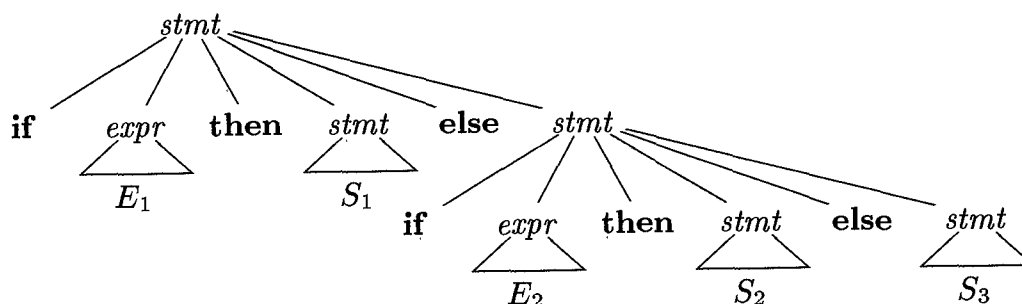 stmt
if expr then stmt else stmt
E₁ S₁
if expr then stmt else stmt
E₂ S₂ S₃